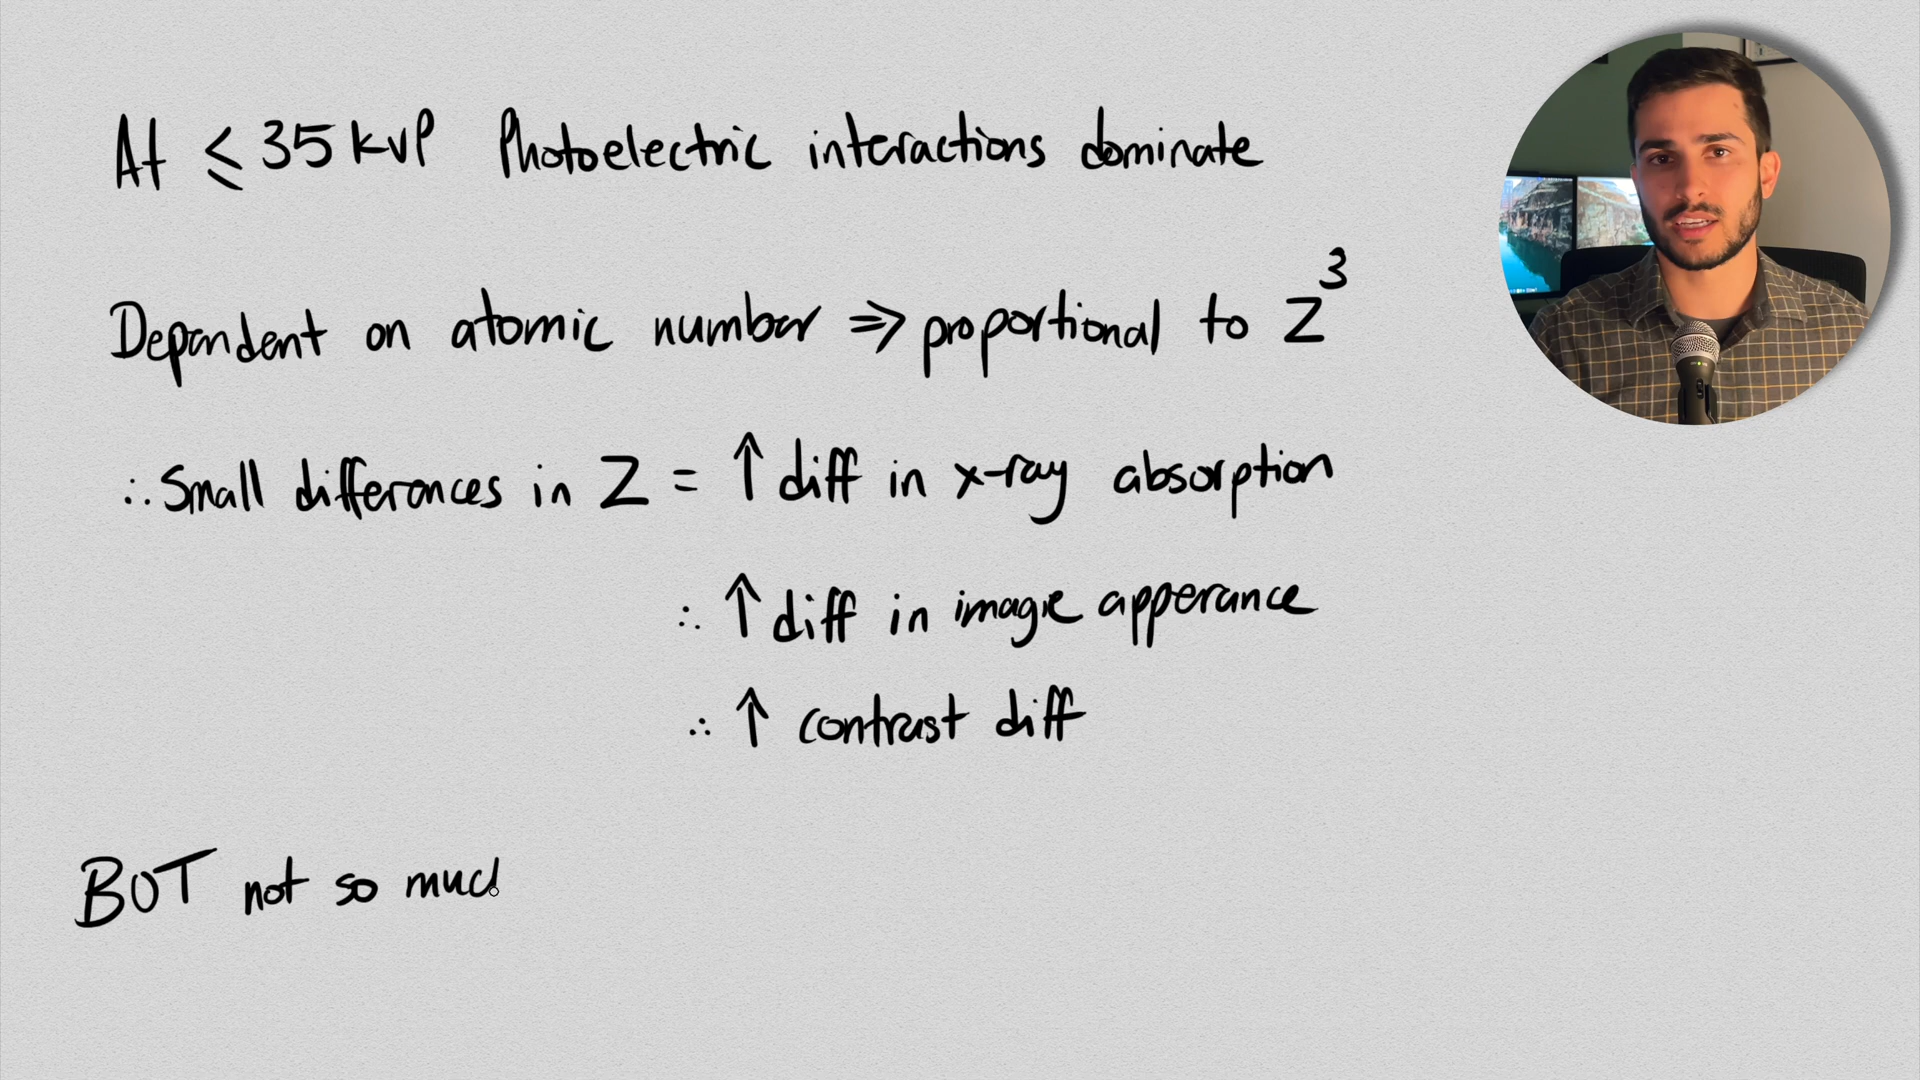 At ≤ 35 kVP Photoelectric interactions dominate
Dependent on atomic number ⇒ proportional to Z³
∴ Small differences in Z = ↑ diff in x-ray absorption
∴ ↑ diff in image apperance
∴ ↑ contrast diff
BUT not so much